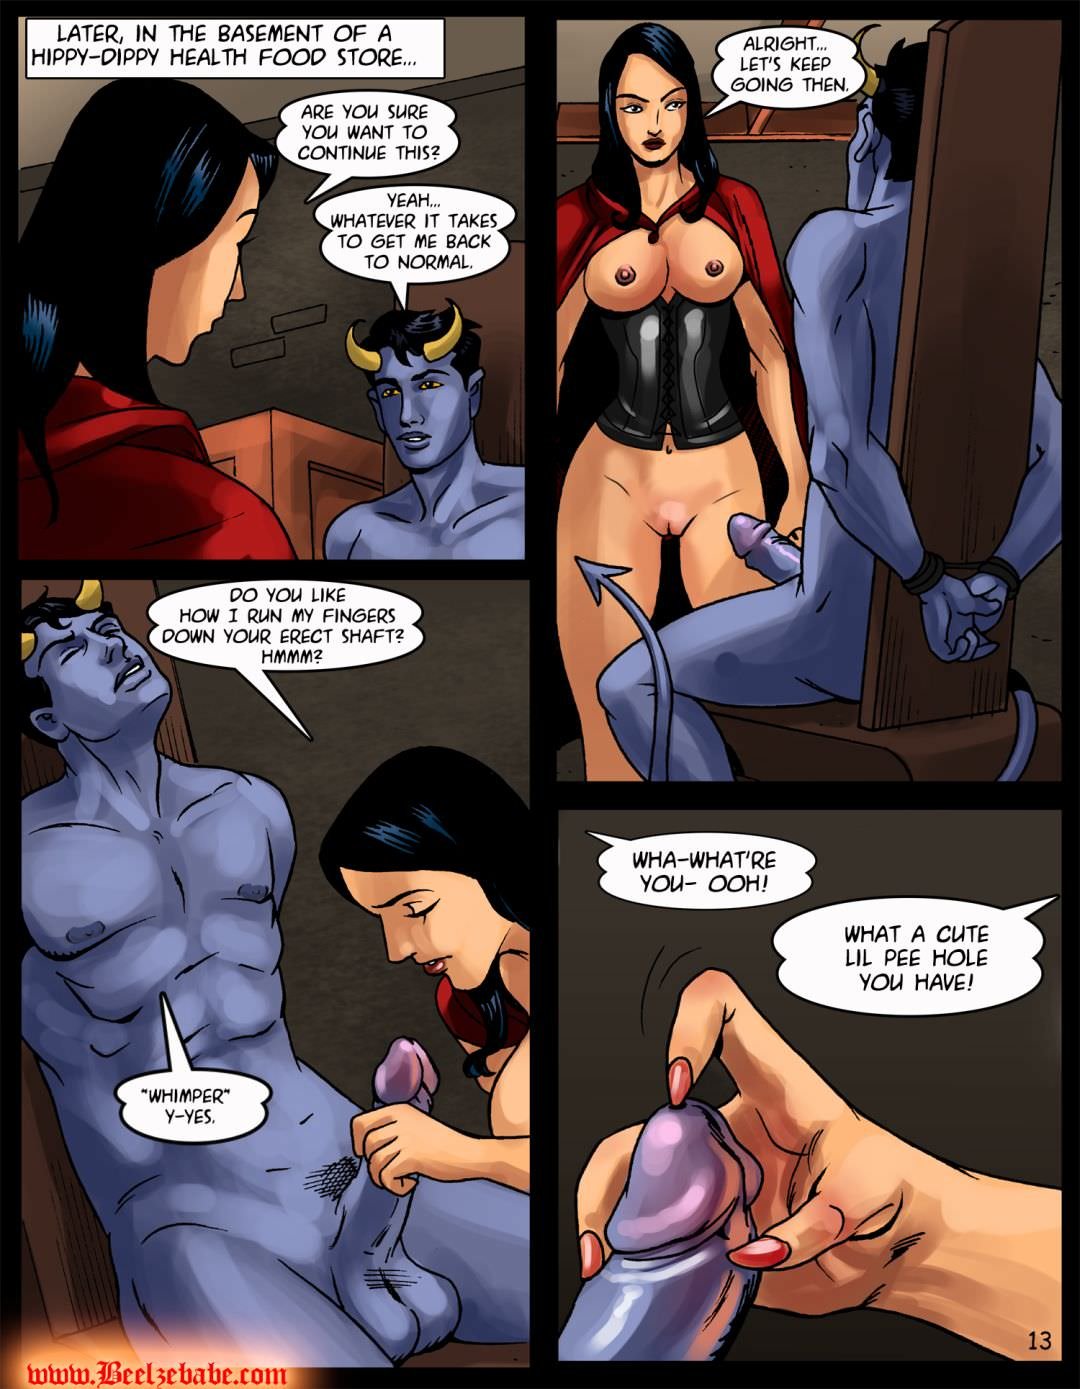 LATER, IN THE BASEMENT OF A
HIPPY-DIPPY HEALTH FOOD STORE...
ARE YOU SURE
YOU WANT TO
CONTINUE THIS?
YEAH...
WHATEVER IT TAKES
TO GET ME BACK
TO NORMAL.
ALRIGHT...
LET'S KEEP
GOING THEN.
DO YOU LIKE
HOW I RUN MY FINGERS
DOWN YOUR ERECT SHAFT?
HMMM?
"WHIMPER"
Y-YES.
WHA-WHAT'RE
YOU- OOH!
WHAT A CUTE
LIL PEE HOLE
YOU HAVE!
13
www.Beelzebabe.com